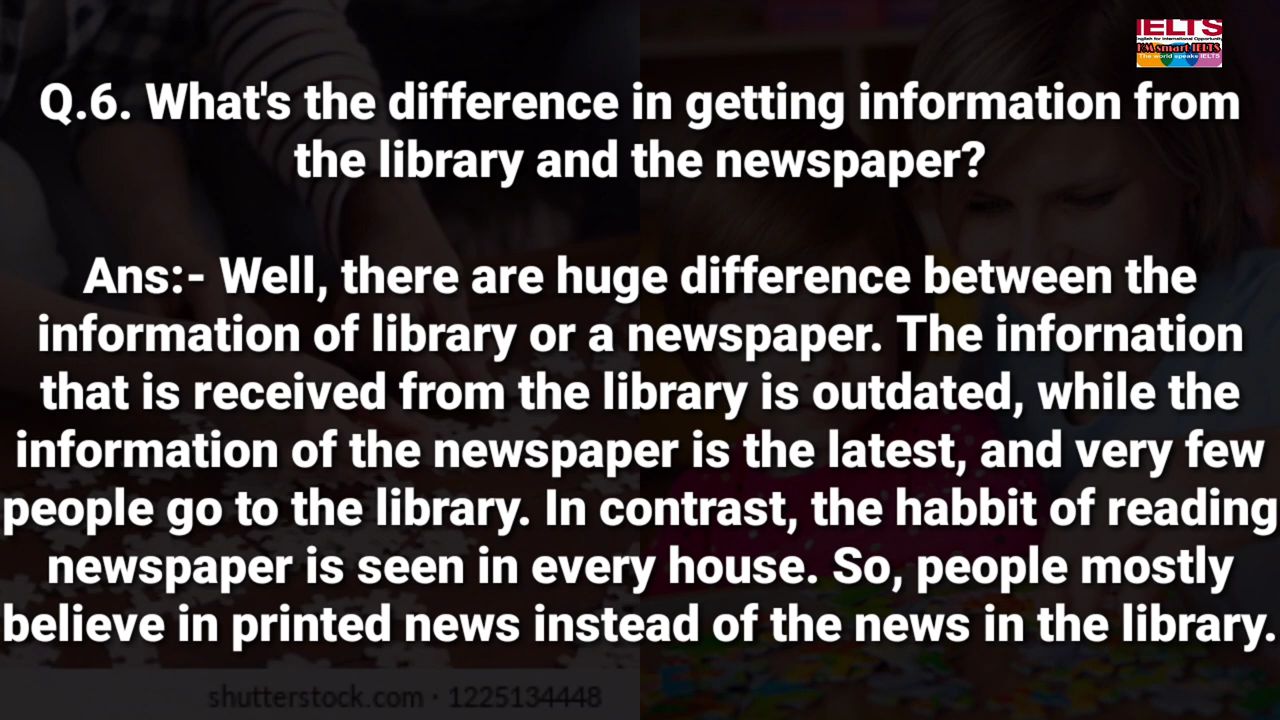 IELTS
English for International Opportunity
KM smart IELTS
The world speaks IELTS
Q.6. What's the difference in getting information from
the library and the newspaper?
Ans:- Well, there are huge difference between the
information of library or a newspaper. The infornation
that is received from the library is outdated, while the
information of the newspaper is the latest, and very few
people go to the library. In contrast, the habbit of reading
newspaper is seen in every house. So, people mostly
believe in printed news instead of the news in the library.
shutterstock.com · 1225134448